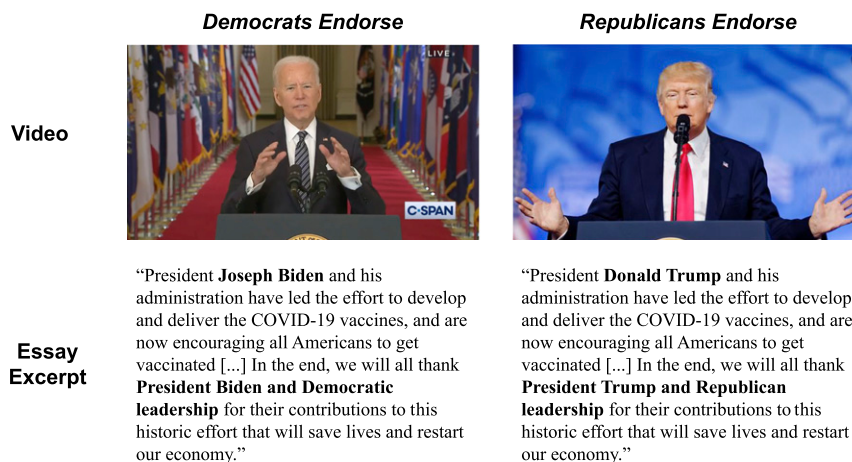 Democrats Endorse
Republicans Endorse
Video
LIVE
C-SPAN
Essay
Excerpt
“President Joseph Biden and his
administration have led the effort to develop
and deliver the COVID-19 vaccines, and are
now encouraging all Americans to get
vaccinated [...] In the end, we will all thank
President Biden and Democratic
leadership for their contributions to this
historic effort that will save lives and restart
our economy.”
“President Donald Trump and his
administration have led the effort to develop
and deliver the COVID-19 vaccines, and are
now encouraging all Americans to get
vaccinated [...] In the end, we will all thank
President Trump and Republican
leadership for their contributions to this
historic effort that will save lives and restart
our economy.”